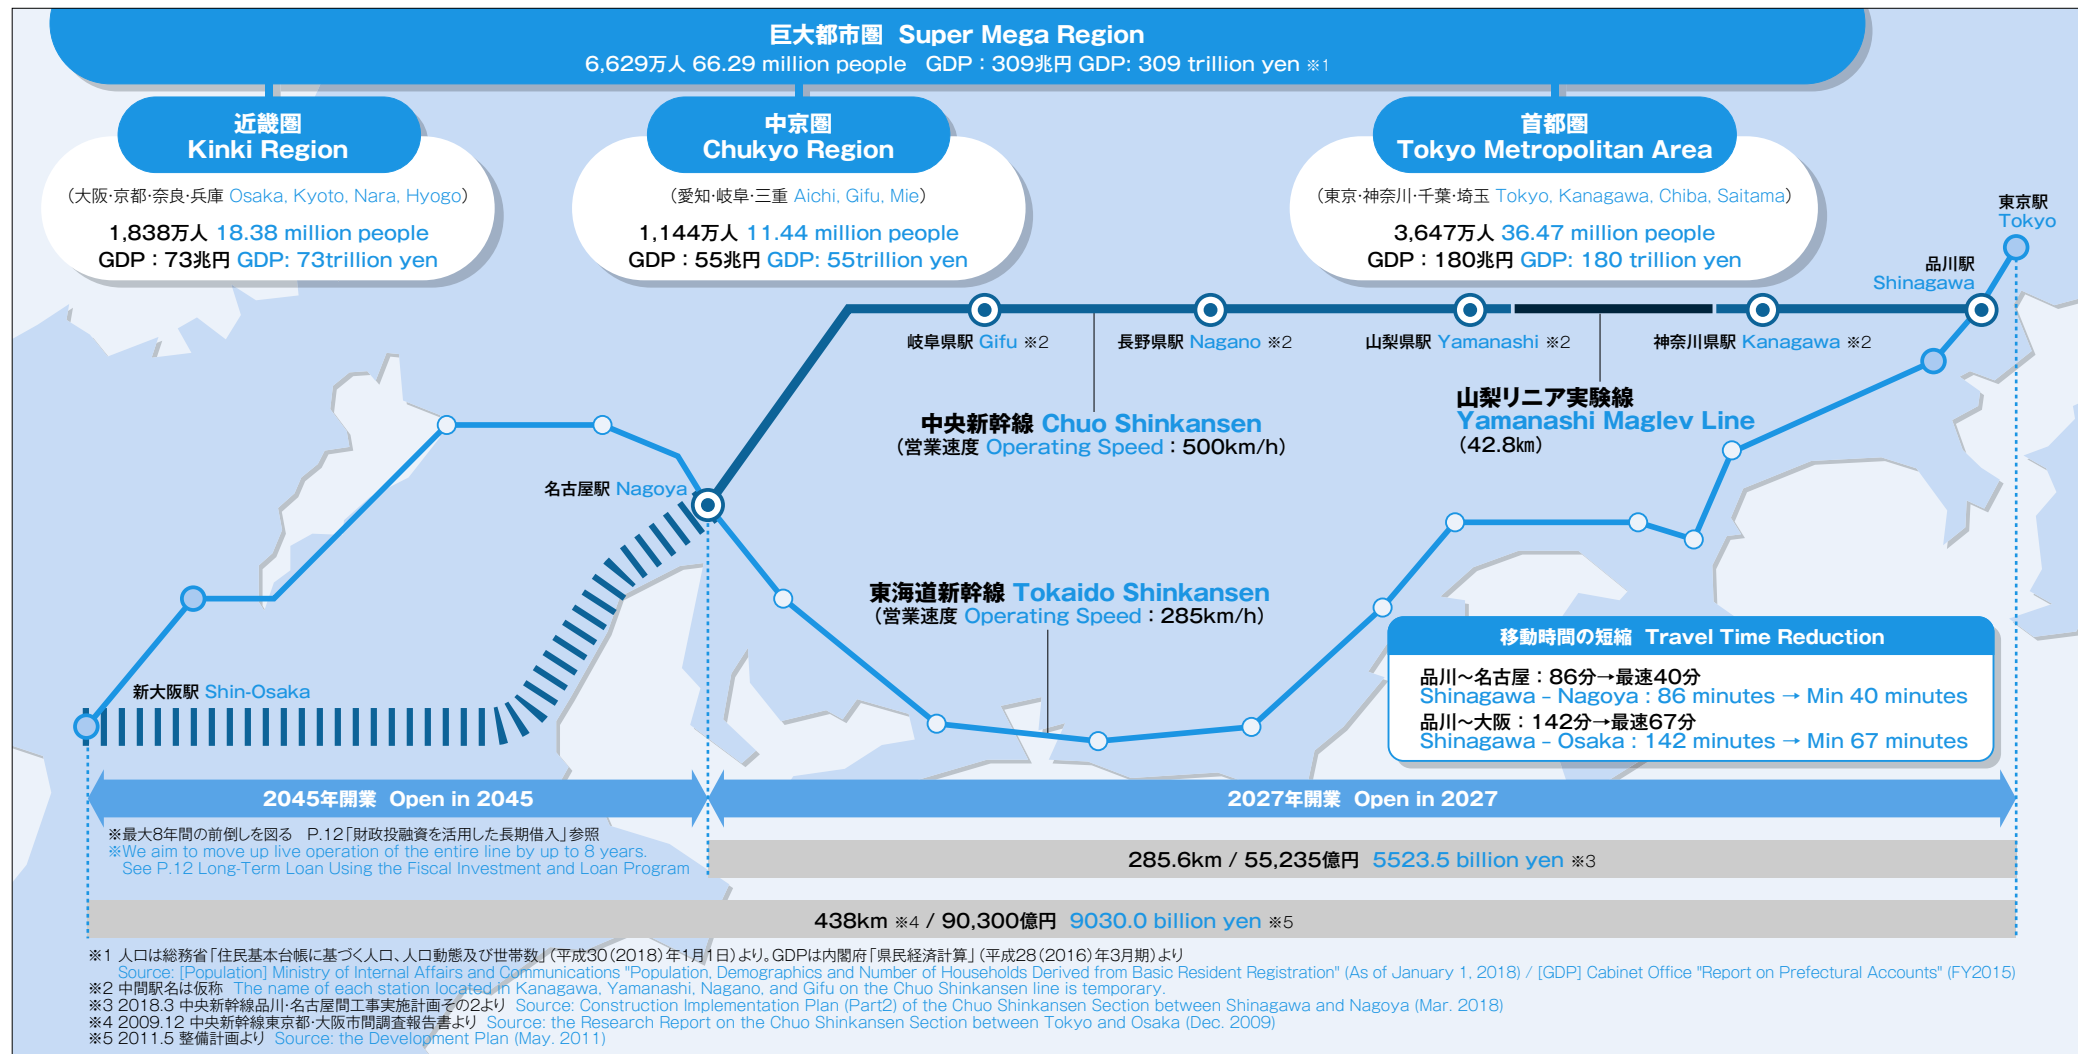 巨大都市圏 Super Mega Region
6,629万人 66.29 million people GDP：309兆円 GDP: 309 trillion yen ※1
近畿圏
Kinki Region
（大阪・京都・奈良・兵庫 Osaka, Kyoto, Nara, Hyogo）
1,838万人 18.38 million people
GDP：73兆円 GDP: 73trillion yen
中京圏
Chukyo Region
（愛知・岐阜・三重 Aichi, Gifu, Mie）
1,144万人 11.44 million people
GDP：55兆円 GDP: 55trillion yen
首都圏
Tokyo Metropolitan Area
（東京・神奈川・千葉・埼玉 Tokyo, Kanagawa, Chiba, Saitama）
3,647万人 36.47 million people
GDP：180兆円 GDP: 180 trillion yen
東京駅
Tokyo
品川駅
Shinagawa
岐阜県駅 Gifu ※2
長野県駅 Nagano ※2
山梨県駅 Yamanashi ※2
神奈川県駅 Kanagawa ※2
中央新幹線 Chuo Shinkansen
（営業速度 Operating Speed：500km/h）
山梨リニア実験線
Yamanashi Maglev Line
（42.8km）
名古屋駅 Nagoya
東海道新幹線 Tokaido Shinkansen
（営業速度 Operating Speed：285km/h）
新大阪駅 Shin-Osaka
移動時間の短縮 Travel Time Reduction
品川～名古屋：86分→最速40分
Shinagawa – Nagoya : 86 minutes → Min 40 minutes
品川～大阪：142分→最速67分
Shinagawa – Osaka : 142 minutes → Min 67 minutes
2045年開業 Open in 2045
2027年開業 Open in 2027
※最大8年間の前倒しを図る P.12「財政投融資を活用した長期借入」参照
※We aim to move up live operation of the entire line by up to 8 years.
See P.12 Long-Term Loan Using the Fiscal Investment and Loan Program
285.6km / 55,235億円 5523.5 billion yen ※3
438km ※4 / 90,300億円 9030.0 billion yen ※5
※1 人口は総務省「住民基本台帳に基づく人口、人口動態及び世帯数」（平成30（2018）年1月1日）より。GDPは内閣府「県民経済計算」（平成28（2016）年3月期）より
Source: [Population] Ministry of Internal Affairs and Communications "Population, Demographics and Number of Households Derived from Basic Resident Registration" (As of January 1, 2018) / [GDP] Cabinet Office "Report on Prefectural Accounts" (FY2015)
※2 中間駅名は仮称 The name of each station located in Kanagawa, Yamanashi, Nagano, and Gifu on the Chuo Shinkansen line is temporary.
※3 2018.3 中央新幹線品川・名古屋間工事実施計画その2より Source: Construction Implementation Plan (Part2) of the Chuo Shinkansen Section between Shinagawa and Nagoya (Mar. 2018)
※4 2009.12 中央新幹線東京都・大阪市間調査報告書より Source: the Research Report on the Chuo Shinkansen Section between Tokyo and Osaka (Dec. 2009)
※5 2011.5 整備計画より Source: the Development Plan (May. 2011)